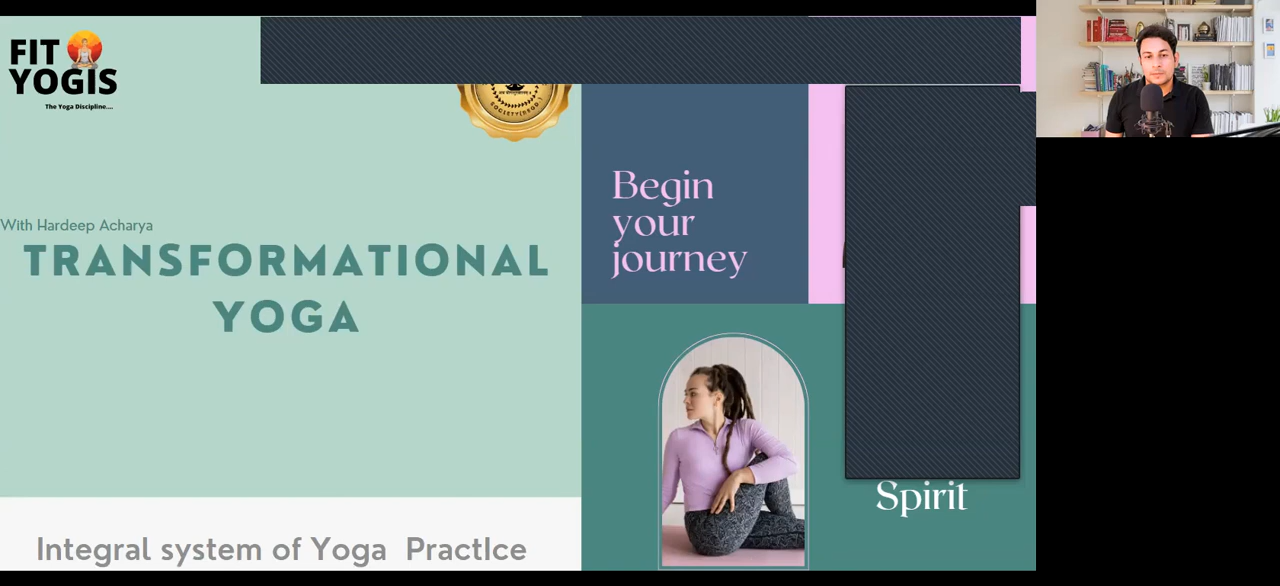 FIT
YOGIS
The Yoga Discipline....
With Hardeep Acharya
TRANSFORMATIONAL
YOGA
Integral system of Yoga PractIce
Begin
your
journey
Spirit